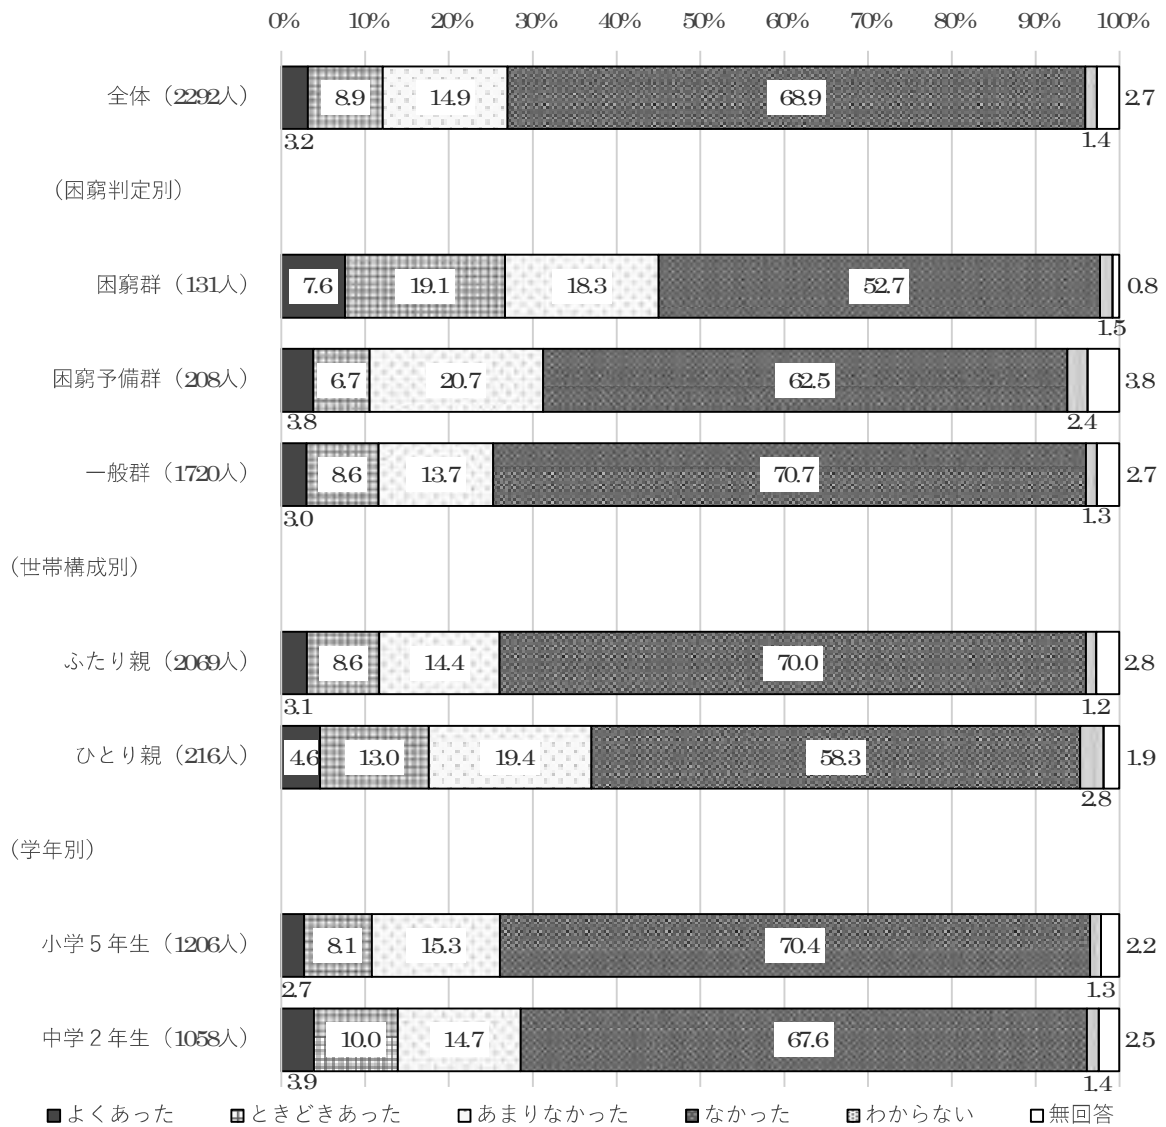 0% 10% 20% 30% 40% 50% 60% 70% 80% 90% 100%
全体（2292人） 8.9 14.9 68.9 2.7
3.2 1.4
（困窮判定別）
困窮群（131人） 7.6 19.1 18.3 52.7 0.8
1.5
困窮予備群（208人） 6.7 20.7 62.5 3.8
3.8 2.4
一般群（1720人） 8.6 13.7 70.7 2.7
3.0 1.3
（世帯構成別）
ふたり親（2069人） 8.6 14.4 70.0 2.8
3.1 1.2
ひとり親（216人） 4.6 13.0 19.4 58.3 1.9
2.8
（学年別）
小学５年生（1206人） 8.1 15.3 70.4 2.2
2.7 1.3
中学２年生（1058人） 10.0 14.7 67.6 2.5
3.9 1.4
よくあった ときどきあった あまりなかった なかった わからない 無回答